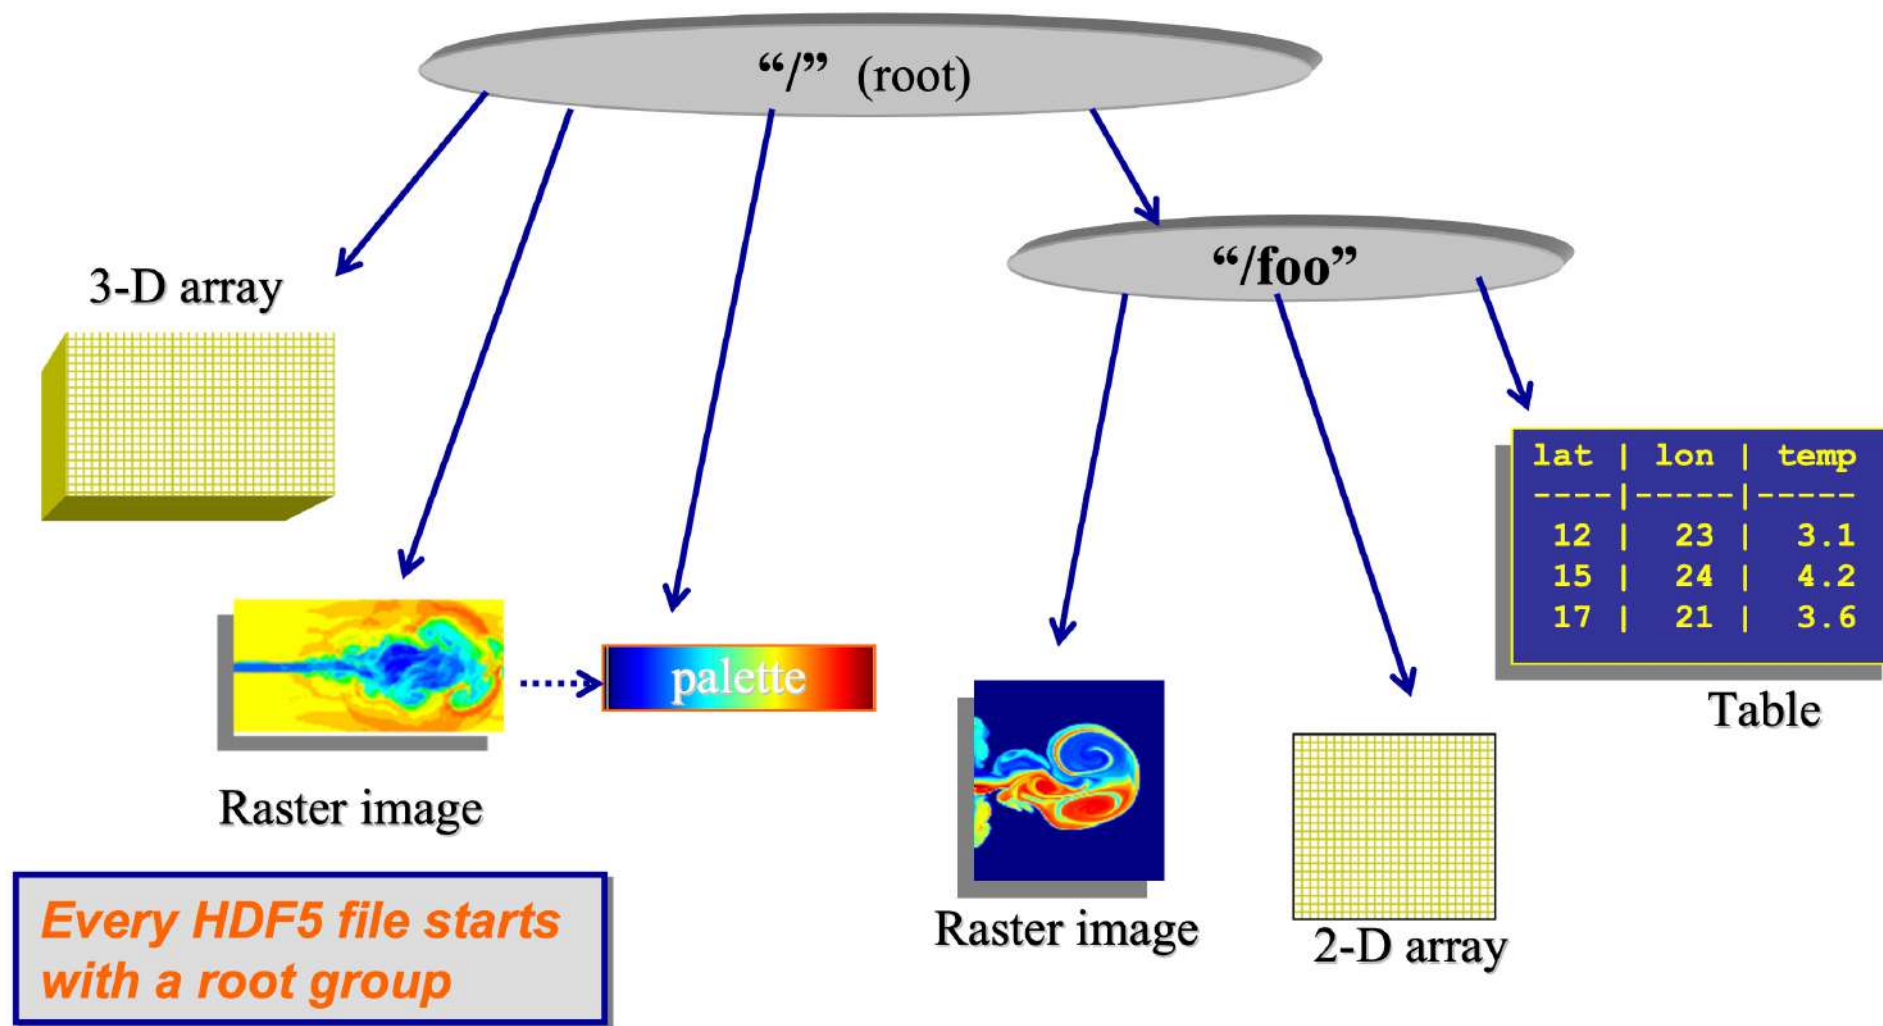 “/” (root)
“/foo”
3-D array
lat | lon | temp
----|-----|-----
12 | 23 | 3.1
15 | 24 | 4.2
17 | 21 | 3.6
palette
Table
Raster image
Raster image
2-D array
Every HDF5 file starts
with a root group